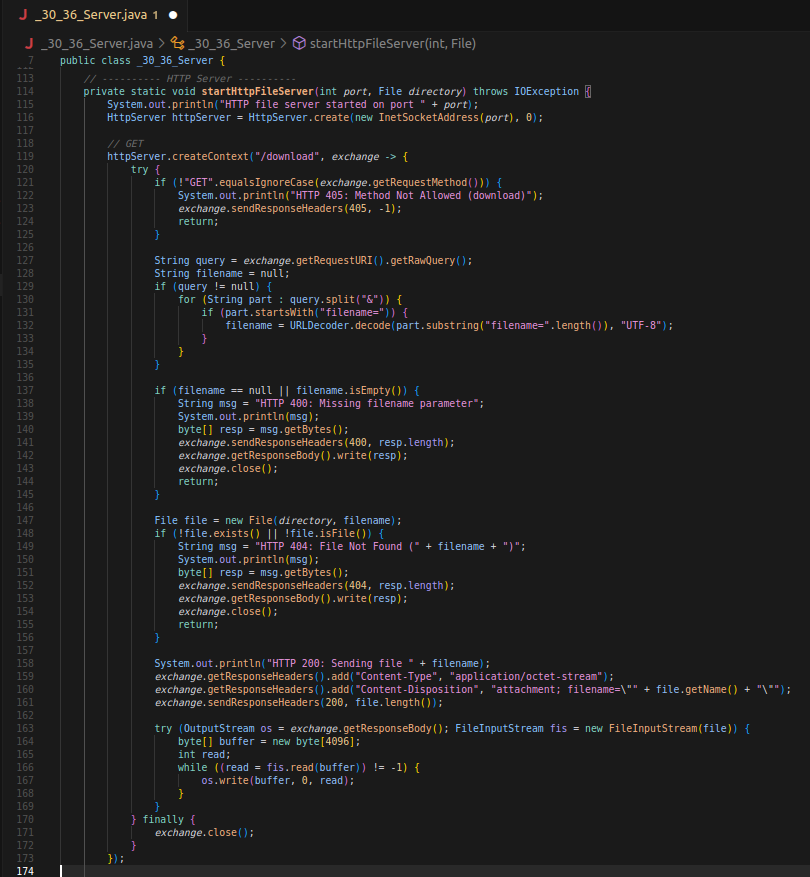 J _30_36_Server.java 1 ●
J _30_36_Server.java > _30_36_Server > startHttpFileServer(int, File)
7 public class _30_36_Server {
113 // ---------- HTTP Server ----------
114 private static void startHttpFileServer(int port, File directory) throws IOException {
115 System.out.println("HTTP file server started on port " + port);
116 HttpServer httpServer = HttpServer.create(new InetSocketAddress(port), 0);
117
118 // GET
119 httpServer.createContext("/download", exchange -> {
120 try {
121 if (!"GET".equalsIgnoreCase(exchange.getRequestMethod())) {
122 System.out.println("HTTP 405: Method Not Allowed (download)");
123 exchange.sendResponseHeaders(405, -1);
124 return;
125 }
126
127 String query = exchange.getRequestURI().getRawQuery();
128 String filename = null;
129 if (query != null) {
130 for (String part : query.split("&")) {
131 if (part.startsWith("filename=")) {
132 filename = URLDecoder.decode(part.substring("filename=".length()), "UTF-8");
133 }
134 }
135 }
136
137 if (filename == null || filename.isEmpty()) {
138 String msg = "HTTP 400: Missing filename parameter";
139 System.out.println(msg);
140 byte[] resp = msg.getBytes();
141 exchange.sendResponseHeaders(400, resp.length);
142 exchange.getResponseBody().write(resp);
143 exchange.close();
144 return;
145 }
146
147 File file = new File(directory, filename);
148 if (!file.exists() || !file.isFile()) {
149 String msg = "HTTP 404: File Not Found (" + filename + ")";
150 System.out.println(msg);
151 byte[] resp = msg.getBytes();
152 exchange.sendResponseHeaders(404, resp.length);
153 exchange.getResponseBody().write(resp);
154 exchange.close();
155 return;
156 }
157
158 System.out.println("HTTP 200: Sending file " + filename);
159 exchange.getResponseHeaders().add("Content-Type", "application/octet-stream");
160 exchange.getResponseHeaders().add("Content-Disposition", "attachment; filename=\"" + file.getName() + "\"");
161 exchange.sendResponseHeaders(200, file.length());
162
163 try (OutputStream os = exchange.getResponseBody(); FileInputStream fis = new FileInputStream(file)) {
164 byte[] buffer = new byte[4096];
165 int read;
166 while ((read = fis.read(buffer)) != -1) {
167 os.write(buffer, 0, read);
168 }
169 }
170 } finally {
171 exchange.close();
172 }
173 });
174